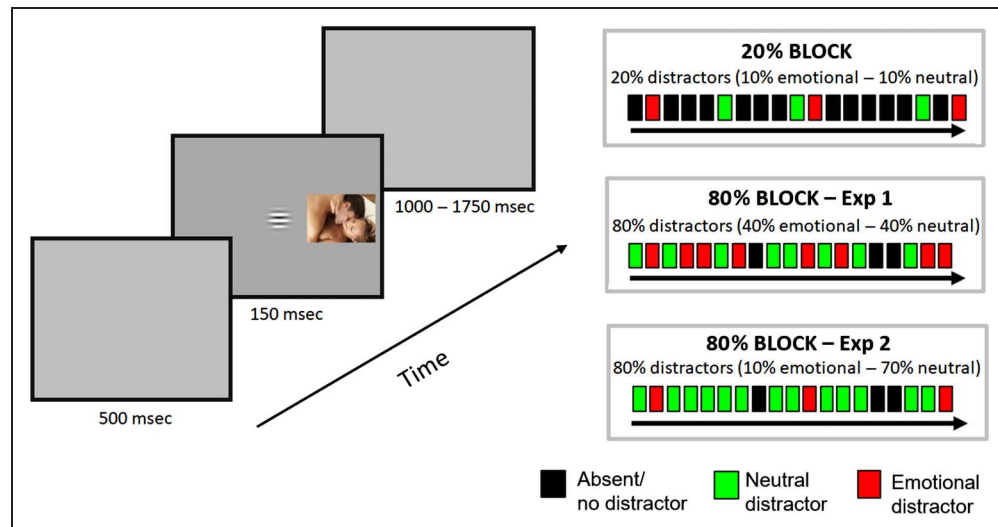 500 msec
150 msec
1000 – 1750 msec
Time
20% BLOCK
20% distractors (10% emotional – 10% neutral)
80% BLOCK – Exp 1
80% distractors (40% emotional – 40% neutral)
80% BLOCK – Exp 2
80% distractors (10% emotional – 70% neutral)
Absent/
no distractor
Neutral
distractor
Emotional
distractor